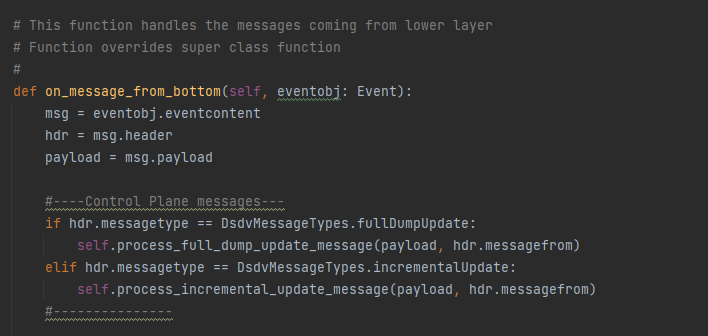 # This function handles the messages coming from lower layer
# Function overrides super class function
#
def on_message_from_bottom(self, eventobj: Event):
    msg = eventobj.eventcontent
    hdr = msg.header
    payload = msg.payload
    #----Control Plane messages---
    if hdr.messagetype == DsdvMessageTypes.fullDumpUpdate:
        self.process_full_dump_update_message(payload, hdr.messagefrom)
    elif hdr.messagetype == DsdvMessageTypes.incrementalUpdate:
        self.process_incremental_update_message(payload, hdr.messagefrom)
    #---------------